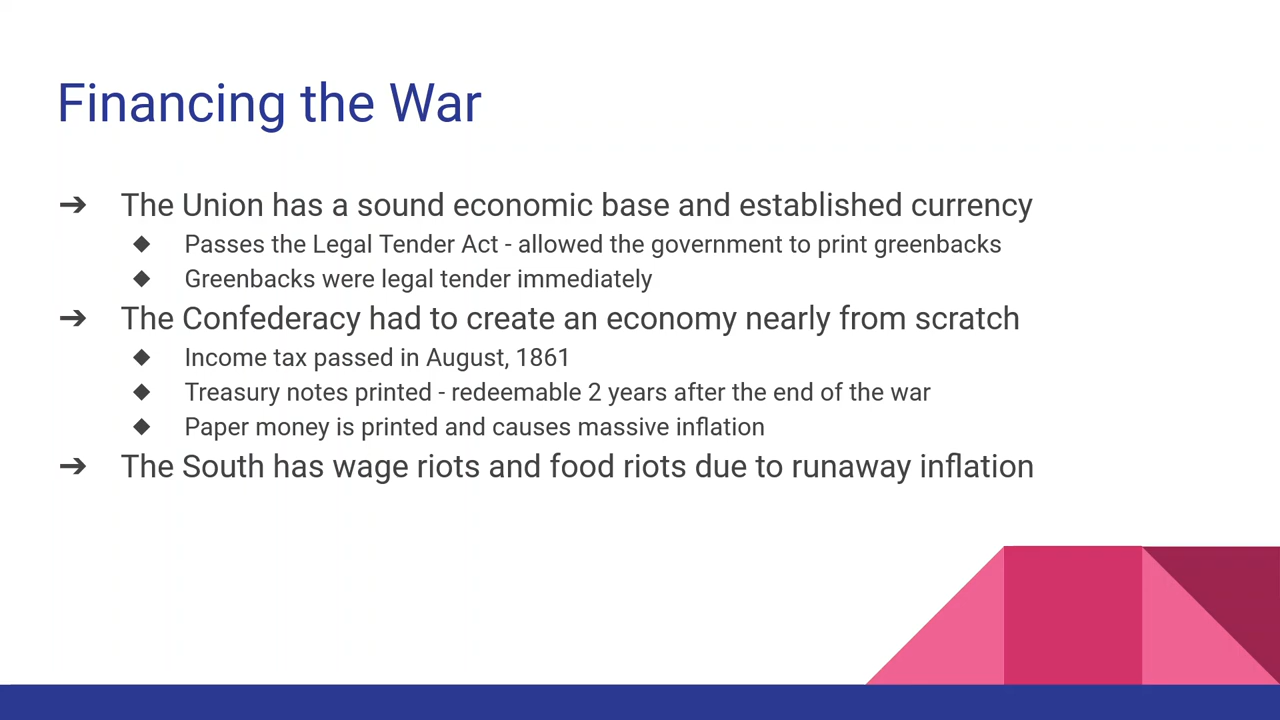 Financing the War
➔ The Union has a sound economic base and established currency
◆ Passes the Legal Tender Act - allowed the government to print greenbacks
◆ Greenbacks were legal tender immediately
➔ The Confederacy had to create an economy nearly from scratch
◆ Income tax passed in August, 1861
◆ Treasury notes printed - redeemable 2 years after the end of the war
◆ Paper money is printed and causes massive inflation
➔ The South has wage riots and food riots due to runaway inflation